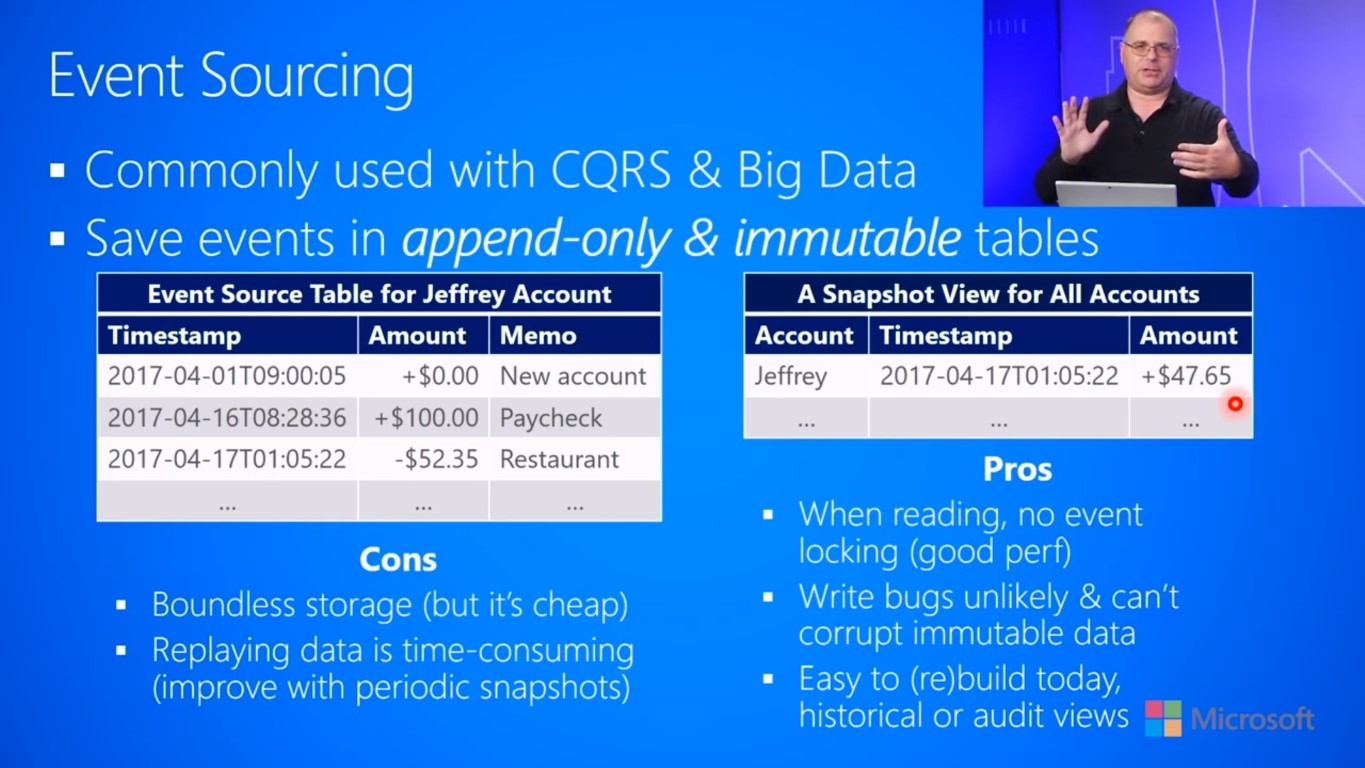 Event Sourcing
▪ Commonly used with CQRS & Big Data
▪ Save events in append-only & immutable tables
Event Source Table for Jeffrey Account
Timestamp Amount Memo
2017-04-01T09:00:05 +$0.00 New account
2017-04-16T08:28:36 +$100.00 Paycheck
2017-04-17T01:05:22 -$52.35 Restaurant
... ... ...
Cons
▪ Boundless storage (but it's cheap)
▪ Replaying data is time-consuming
(improve with periodic snapshots)
A Snapshot View for All Accounts
Account Timestamp Amount
Jeffrey 2017-04-17T01:05:22 +$47.65
... ... ...
Pros
▪ When reading, no event
locking (good perf)
▪ Write bugs unlikely & can't
corrupt immutable data
▪ Easy to (re)build today,
historical or audit views
Microsoft